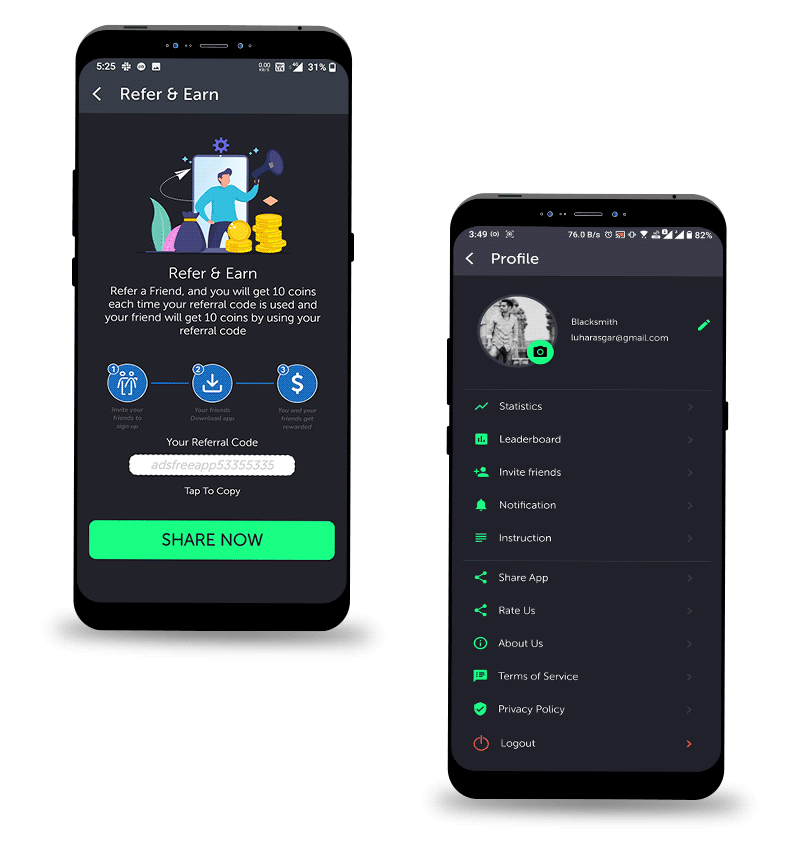 5:25
0.00
KB/S
31%
Refer & Earn
Refer & Earn
Refer a Friend, and you will get 10 coins
each time your referral code is used and
your friend will get 10 coins by using your
referral code
1
2
3
Invite your
friends to
sign up
Your friends
Download app
You and your
friends get
rewarded
Your Referral Code
adsfreeapp53355335
Tap To Copy
SHARE NOW
3:49
76.0 B/s
82%
Profile
Blacksmith
luharasgar@gmail.com
Statistics
Leaderboard
Invite friends
Notification
Instruction
Share App
Rate Us
About Us
Terms of Service
Privacy Policy
Logout